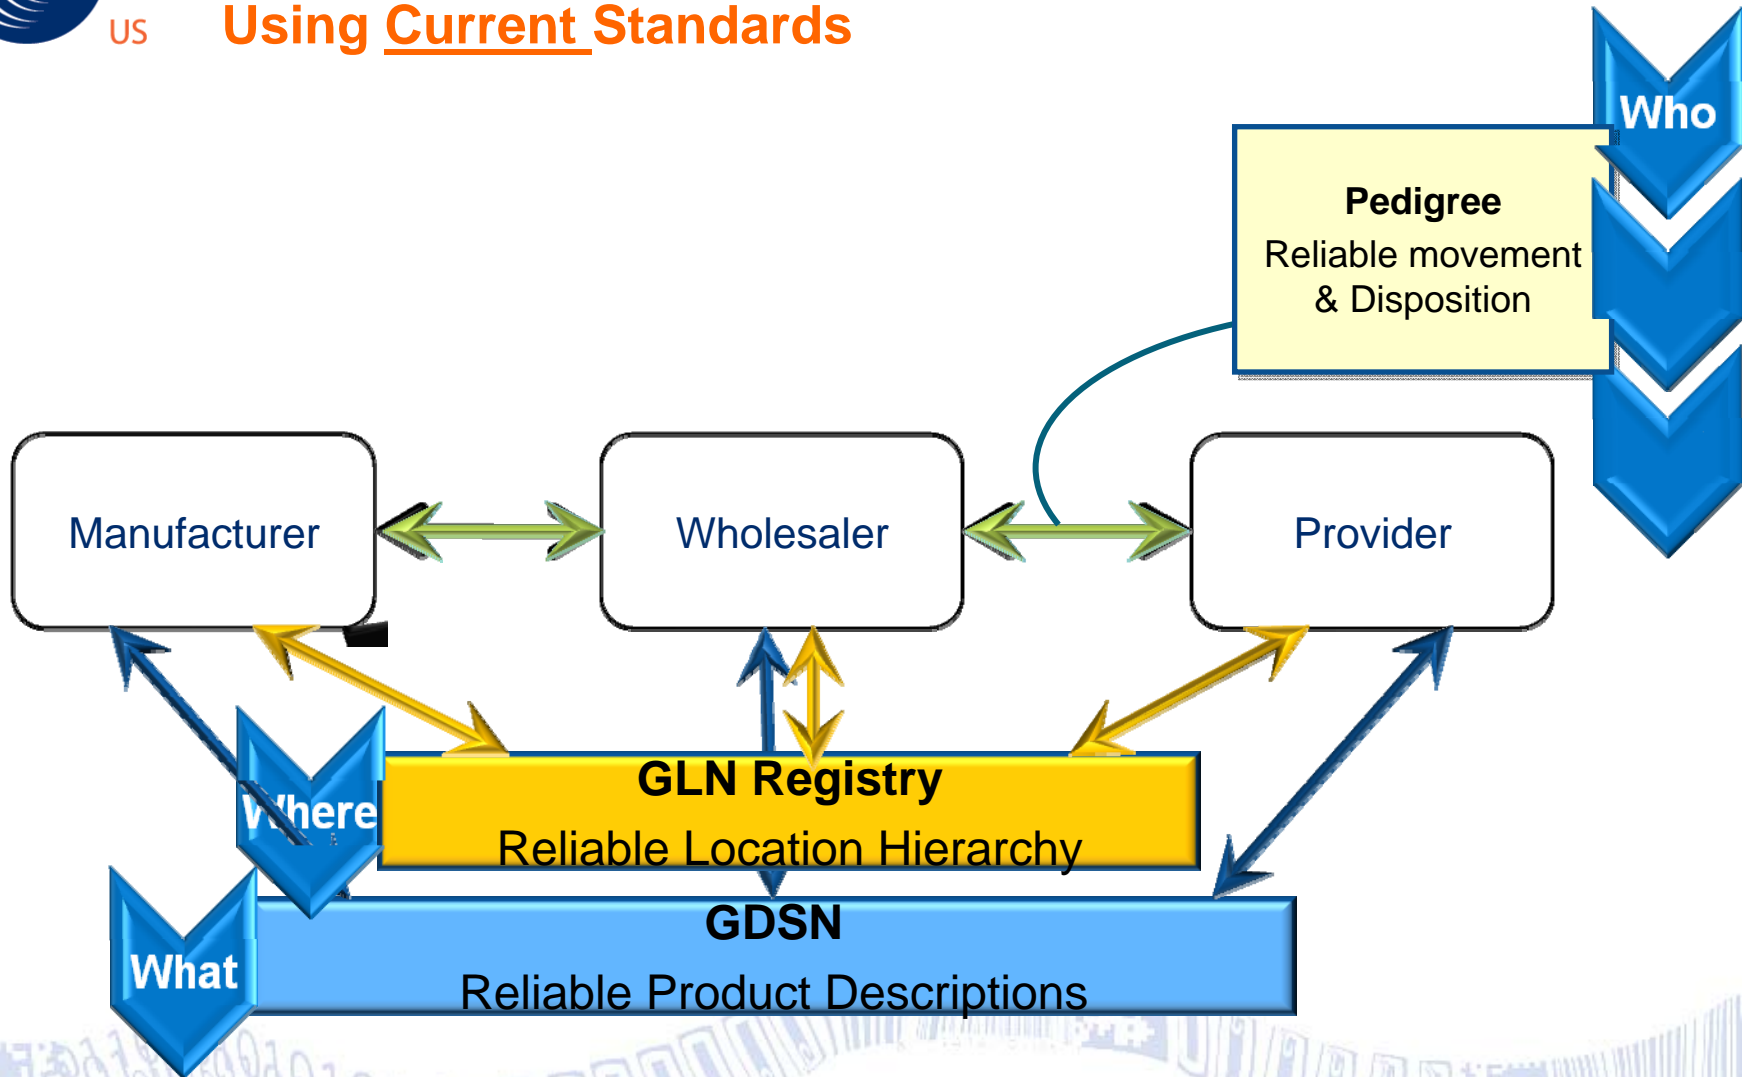 US
Using Current Standards
Who
Pedigree
Reliable movement
& Disposition
Manufacturer
Wholesaler
Provider
Where
GLN Registry
Reliable Location Hierarchy
What
GDSN
Reliable Product Descriptions